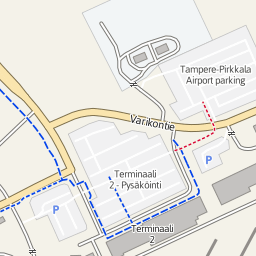 Tampere-Pirkkala
Airport parking
Varikontie
P
Terminaali
2,- Pysäköinti
P
Terminaali
2